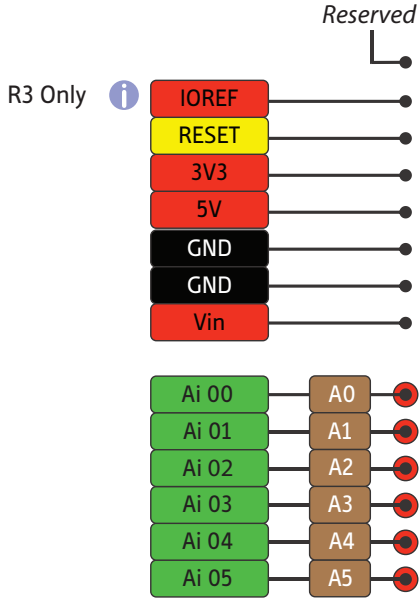 Reserved
R3 Only i IOREF
RESET
3V3
5V
GND
GND
Vin
Ai 00 A0
Ai 01 A1
Ai 02 A2
Ai 03 A3
Ai 04 A4
Ai 05 A5